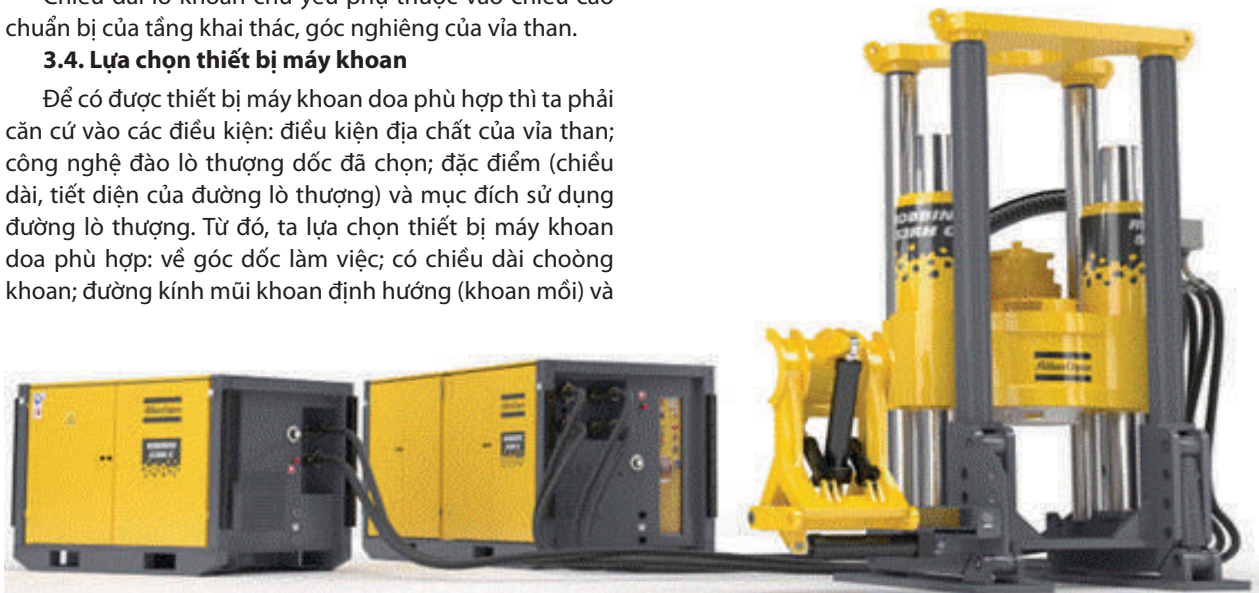 chuẩn bị của tầng khai thác, góc nghiêng của vỉa than.
3.4. Lựa chọn thiết bị máy khoan
Để có được thiết bị máy khoan doa phù hợp thì ta phải
căn cứ vào các điều kiện: điều kiện địa chất của vỉa than;
công nghệ đào lò thượng dốc đã chọn; đặc điểm (chiều
dài, tiết diện của đường lò thượng) và mục đích sử dụng
đường lò thượng. Từ đó, ta lựa chọn thiết bị máy khoan
doa phù hợp: về góc dốc làm việc; có chiều dài choòng
khoan; đường kính mũi khoan định hướng (khoan mồi) và
Atlas Copco